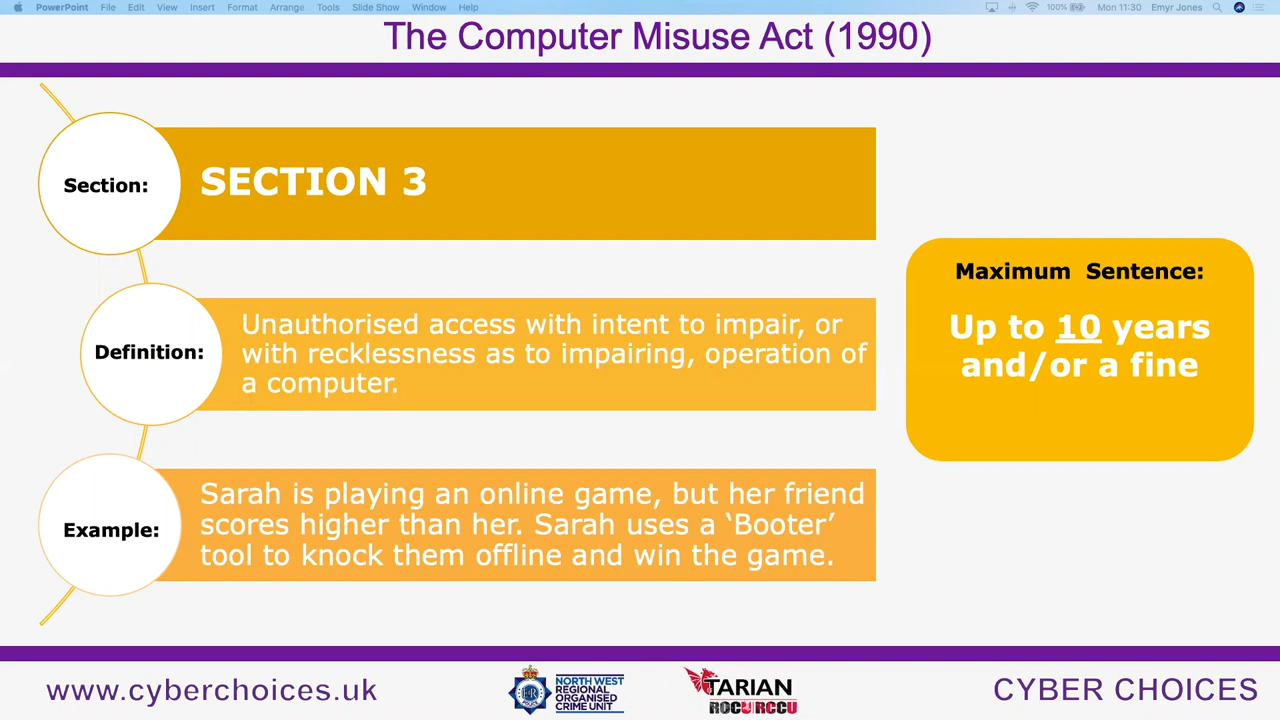 PowerPoint File Edit View Insert Format Arrange Tools Slide Show Window Help 100% Mon 11:30 Emyr Jones
The Computer Misuse Act (1990)
Section:
SECTION 3
Definition:
Unauthorised access with intent to impair, or
with recklessness as to impairing, operation of
a computer.
Example:
Sarah is playing an online game, but her friend
scores higher than her. Sarah uses a ‘Booter’
tool to knock them offline and win the game.
Maximum Sentence:
Up to 10 years
and/or a fine
www.cyberchoices.uk
NORTH WEST
REGIONAL
ORGANISED
CRIME UNIT
TARIAN
ROCU RCCU
CYBER CHOICES